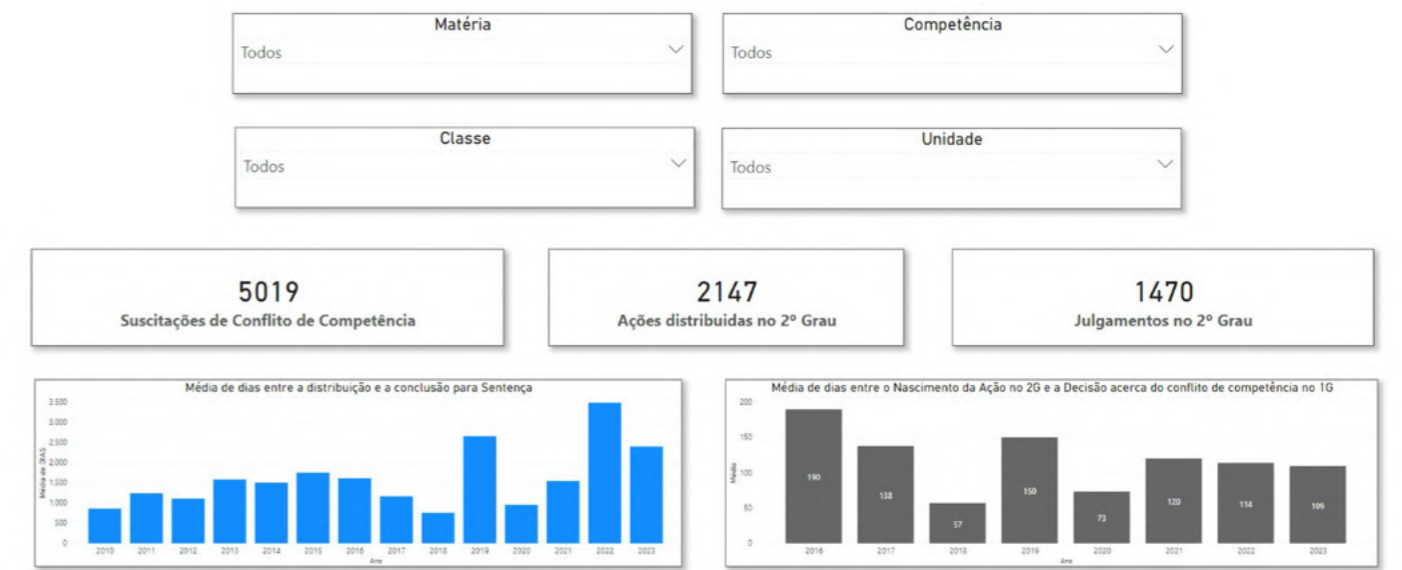 Matéria
Todos
Competência
Todos
Classe
Todos
Unidade
Todos
5019
Suscitações de Conflito de Competência
2147
Ações distribuidas no 2º Grau
1470
Julgamentos no 2º Grau
Média de dias entre a distribuição e a conclusão para Sentença
3.500
3.000
2.500
2.000
1.500
1.000
500
0
Média de DIAS
2010 2011 2012 2013 2014 2015 2016 2017 2018 2019 2020 2021 2022 2023
Ano
Média de dias entre o Nascimento da Ação no 2G e a Decisão acerca do conflito de competência no 1G
200
150
100
50
0
Média
190 138 57 150 73 120 114 109
2016 2017 2018 2019 2020 2021 2022 2023
Ano